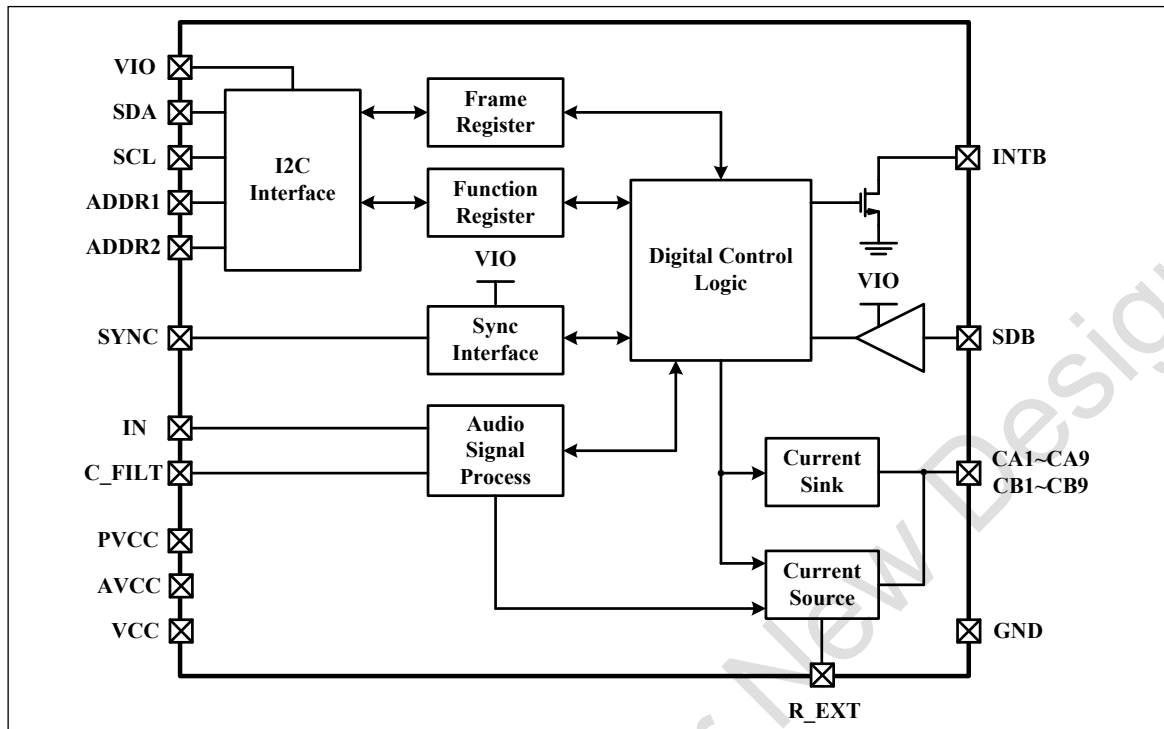 VIO
SDA
SCL
ADDR1
ADDR2
SYNC
IN
C_FILT
PVCC
AVCC
VCC
I2C
Interface
Frame
Register
Function
Register
VIO
Sync
Interface
Audio
Signal
Process
Digital Control
Logic
VIO
Current
Sink
Current
Source
INTB
SDB
CA1~CA9
CB1~CB9
GND
R_EXT
New Design